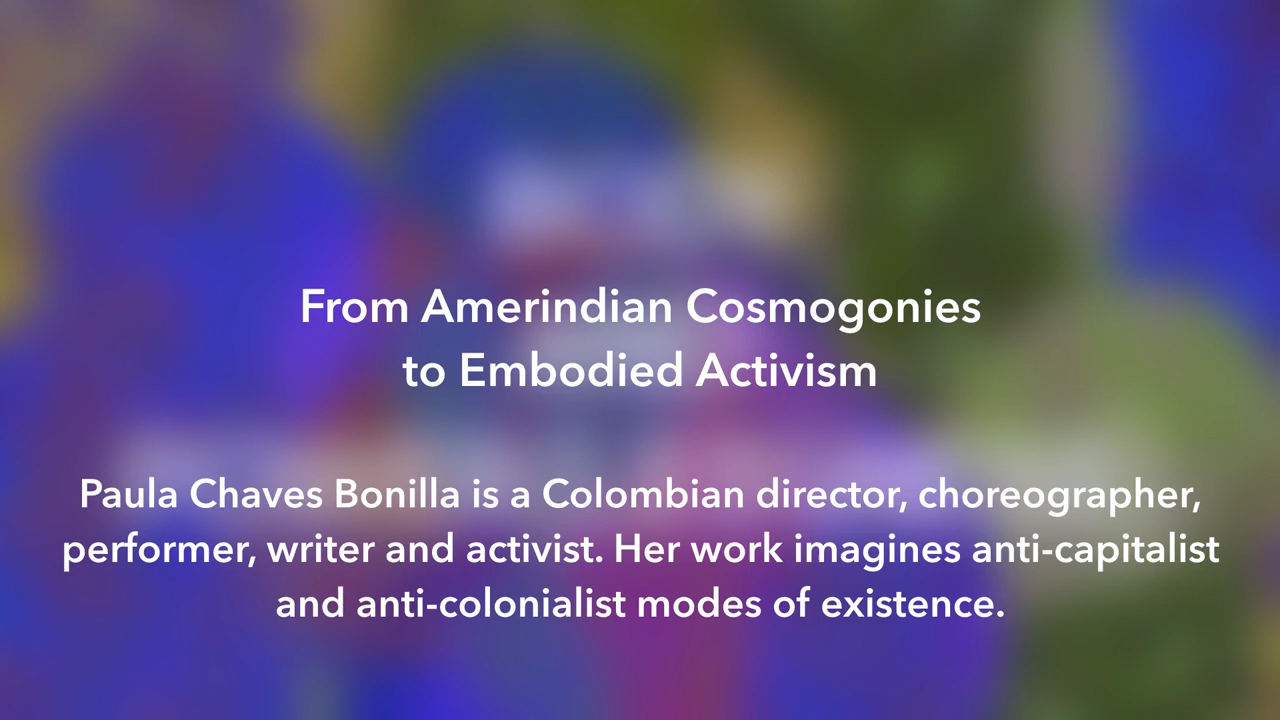 From Amerindian Cosmogonies
to Embodied Activism
Paula Chaves Bonilla is a Colombian director, choreographer,
performer, writer and activist. Her work imagines anti-capitalist
and anti-colonialist modes of existence.